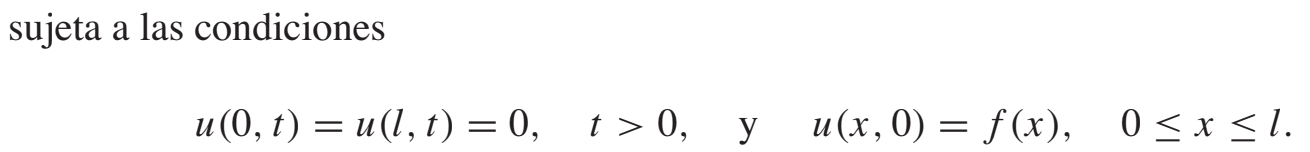 sujeta a las condiciones
u(0, t) = u(l, t) = 0, t > 0, y u(x, 0) = f(x), 0 ≤ x ≤ l.